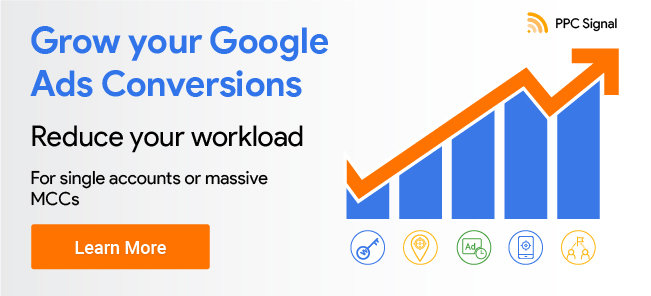 PPC Signal
Grow your Google
Ads Conversions
Reduce your workload
For single accounts or massive
MCCs
Learn More
Ad